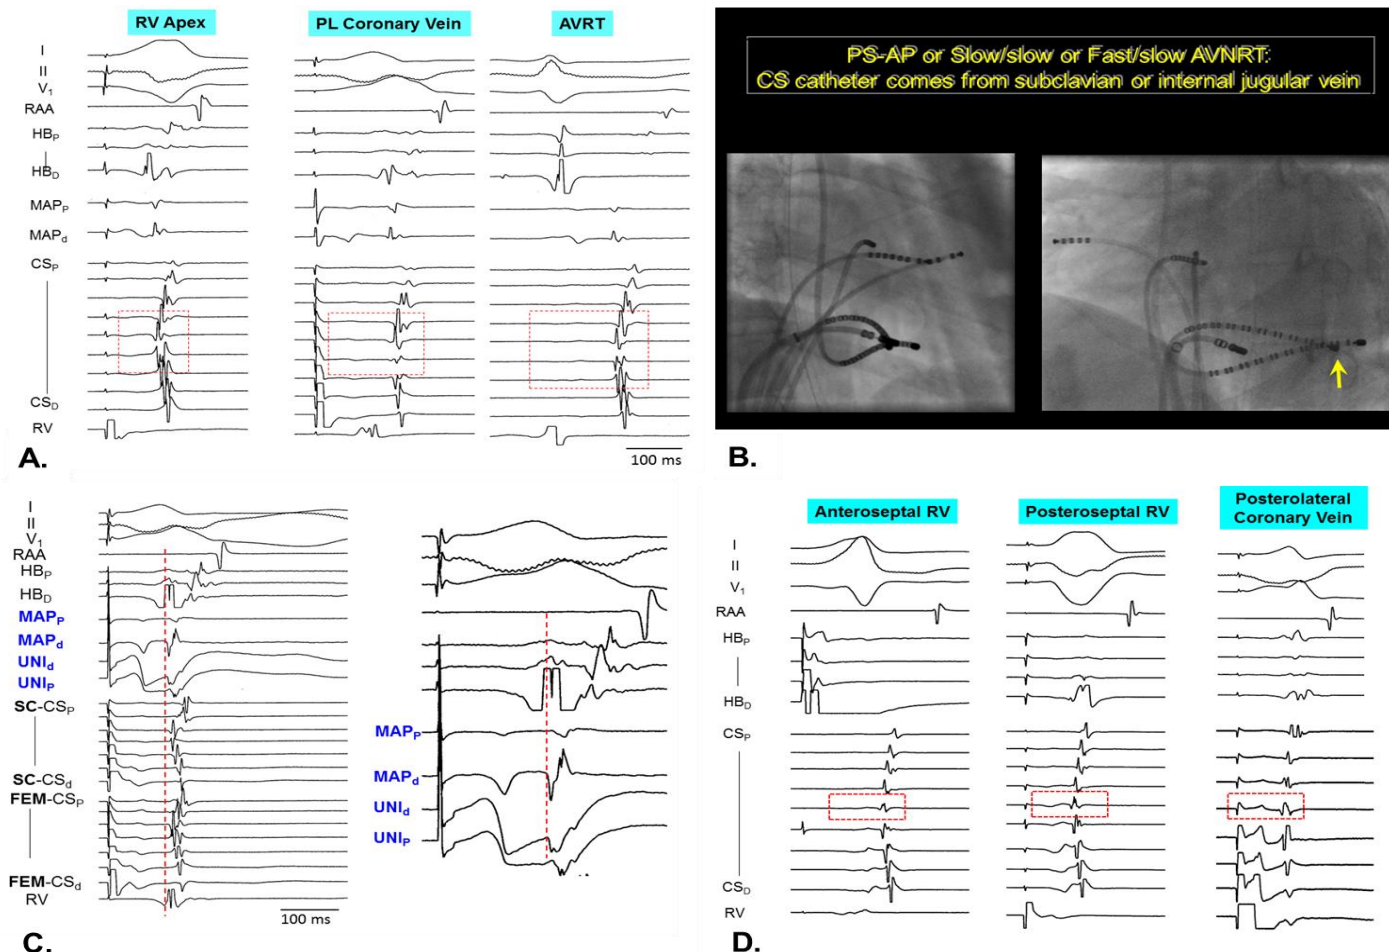 RV Apex
PL Coronary Vein
AVRT
I
II
V1
RAA
HBP
HBD
MAPP
MAPd
CSP
CSD
RV
100 ms
A.
PS-AP or Slow/slow or Fast/slow AVNRT:
CS catheter comes from subclavian or internal jugular vein
B.
I
II
V1
RAA
HBP
HBD
MAPP
MAPd
UNId
UNIP
SC-CSP
SC-CSd
FEM-CSP
FEM-CSd
RV
100 ms
MAPP
MAPd
UNId
UNIP
C.
Anteroseptal RV
Posteroseptal RV
Posterolateral
Coronary Vein
I
II
V1
RAA
HBP
HBD
CSP
CSD
RV
D.